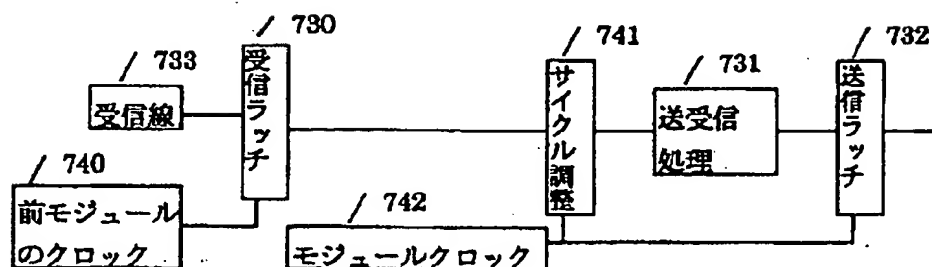 730
741
732
733
731
受信線
受信ラッチ
サイクル調整
送受信
処理
送信ラッチ
740
742
前モジュール
のクロック
モジュールクロック